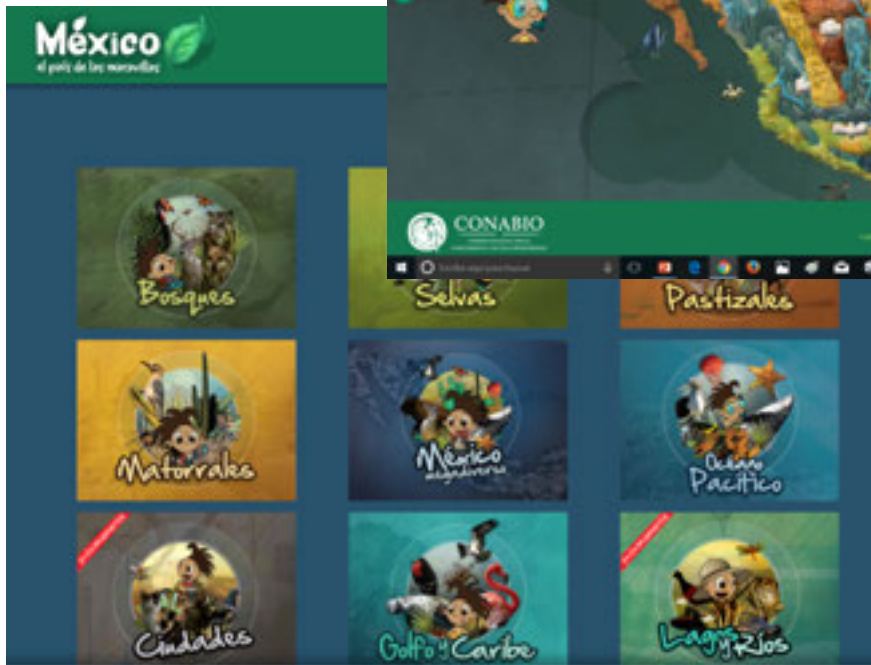 México
el país de las maravillas
CONABIO
Bosques
Selvas
Pastizales
Matorrales
México
megadiverso
Océano
Pacífico
Ciudades
Golfo y Caribe
Lagos
y Ríos